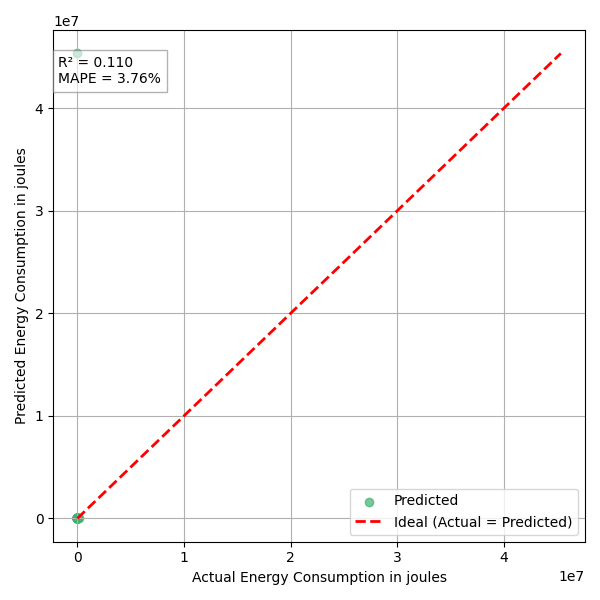 1e7
R² = 0.110
MAPE = 3.76%
4
3
2
1
0
Predicted Energy Consumption in joules
Predicted
Ideal (Actual = Predicted)
0
1
2
3
4
1e7
Actual Energy Consumption in joules